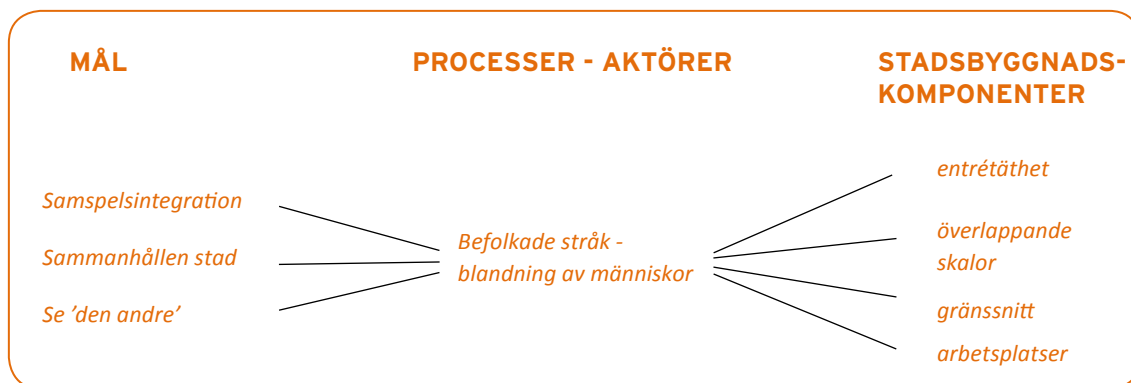 MÅL
PROCESSER - AKTÖRER
STADSBYGGNADS-
KOMPONENTER
Samspelsintegration
Sammanhållen stad
Se ’den andre’
Befolkade stråk -
blandning av människor
entrétäthet
överlappande
skalor
gränssnitt
arbetsplatser